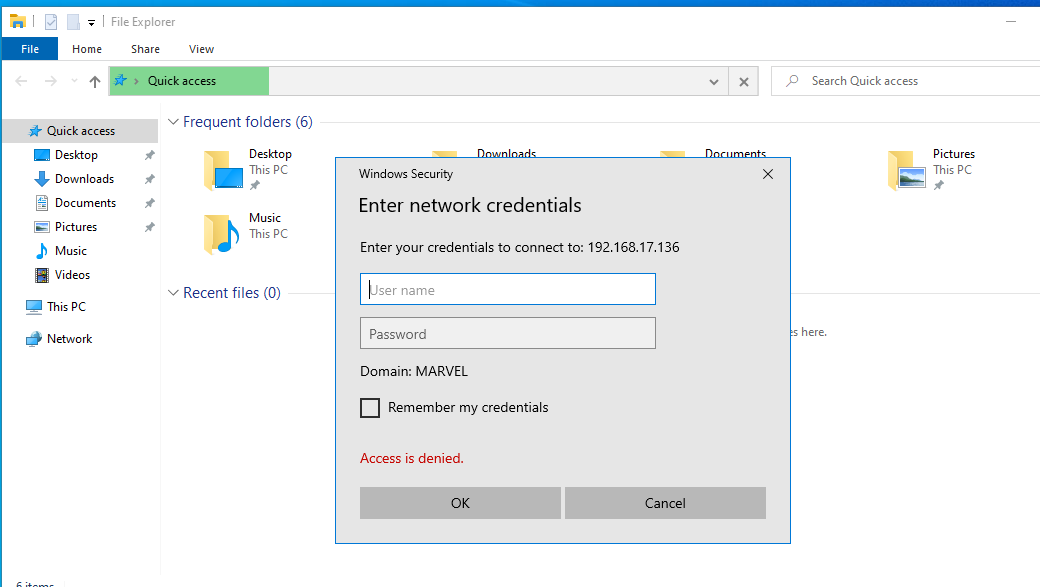 File Explorer
File Home Share View
Quick access
Search Quick access
Quick access
Desktop
Downloads
Documents
Pictures
Music
Videos
This PC
Network
Frequent folders (6)
Desktop
This PC
Downloads
Documents
Pictures
This PC
Music
This PC
Recent files (0)
here.
Windows Security
Enter network credentials
Enter your credentials to connect to: 192.168.17.136
User name
Password
Domain: MARVEL
Remember my credentials
Access is denied.
OK Cancel
6 items